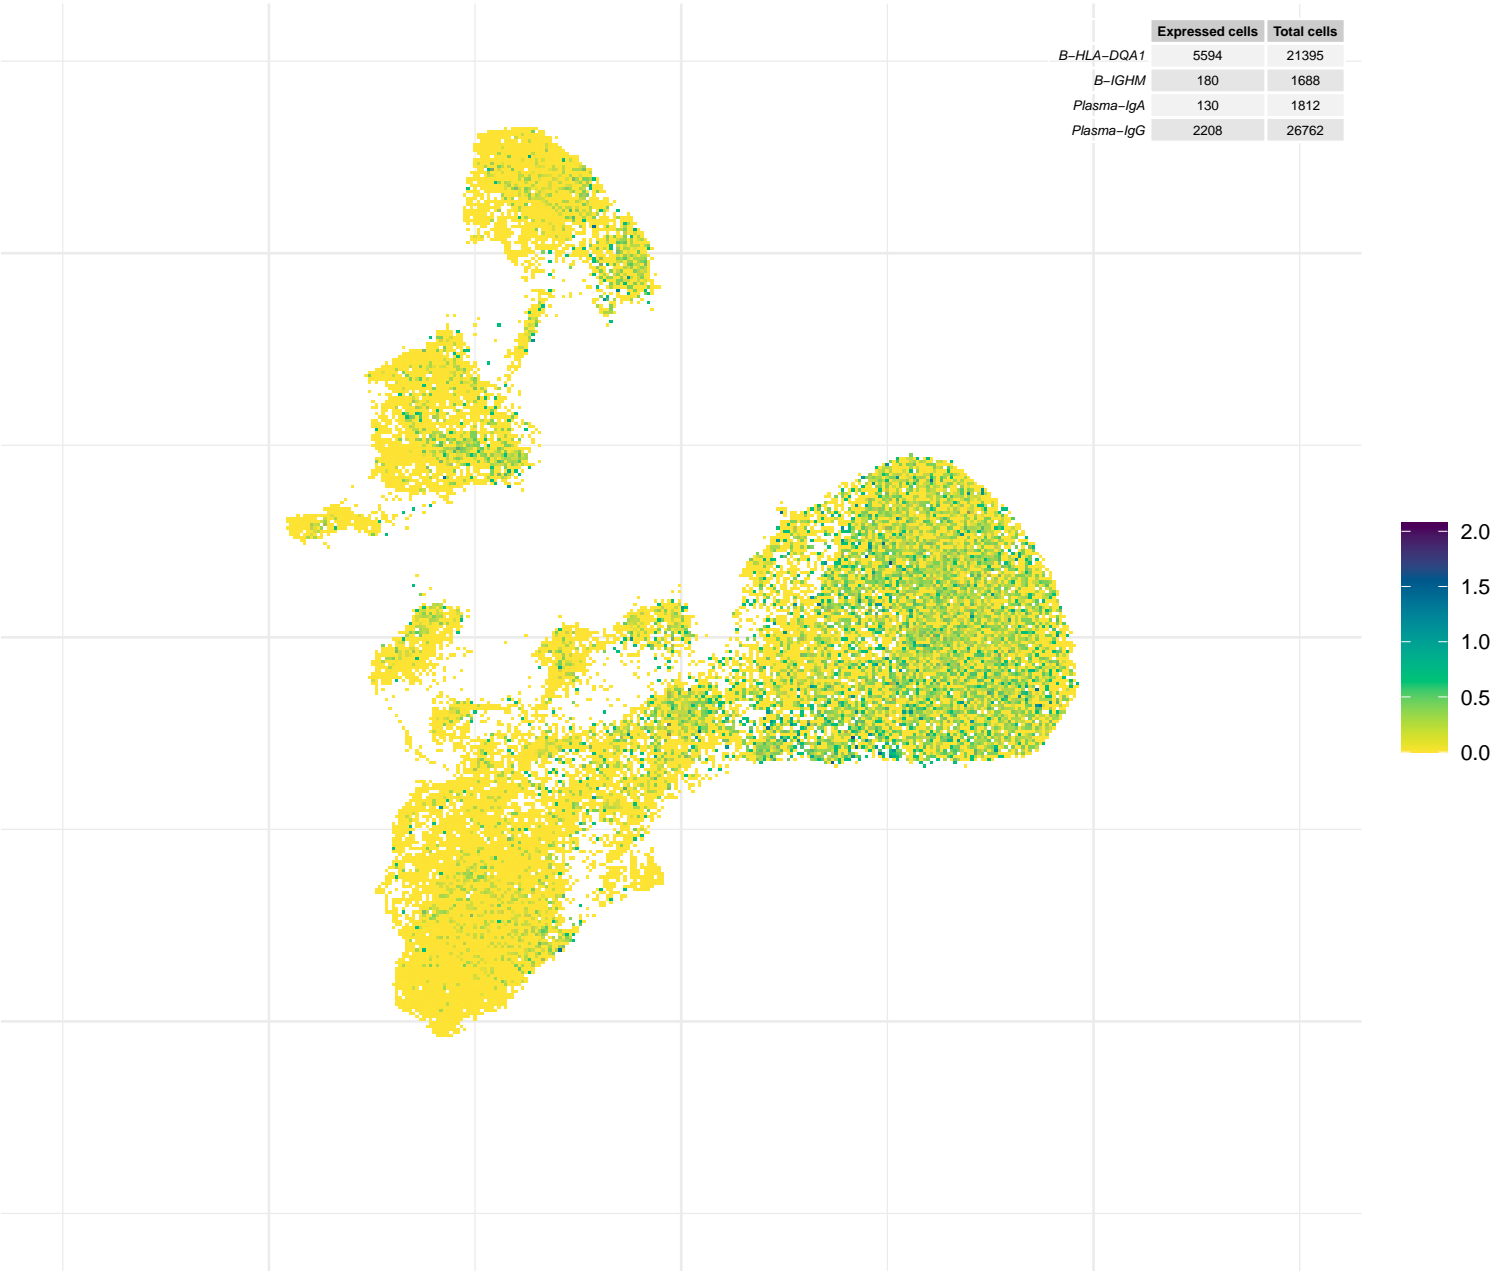 Expressed cells Total cells
B−HLA−DQA1 5594 21395
B−IGHM 180 1688
Plasma−IgA 130 1812
Plasma−IgG 2208 26762
2.0
1.5
1.0
0.5
0.0